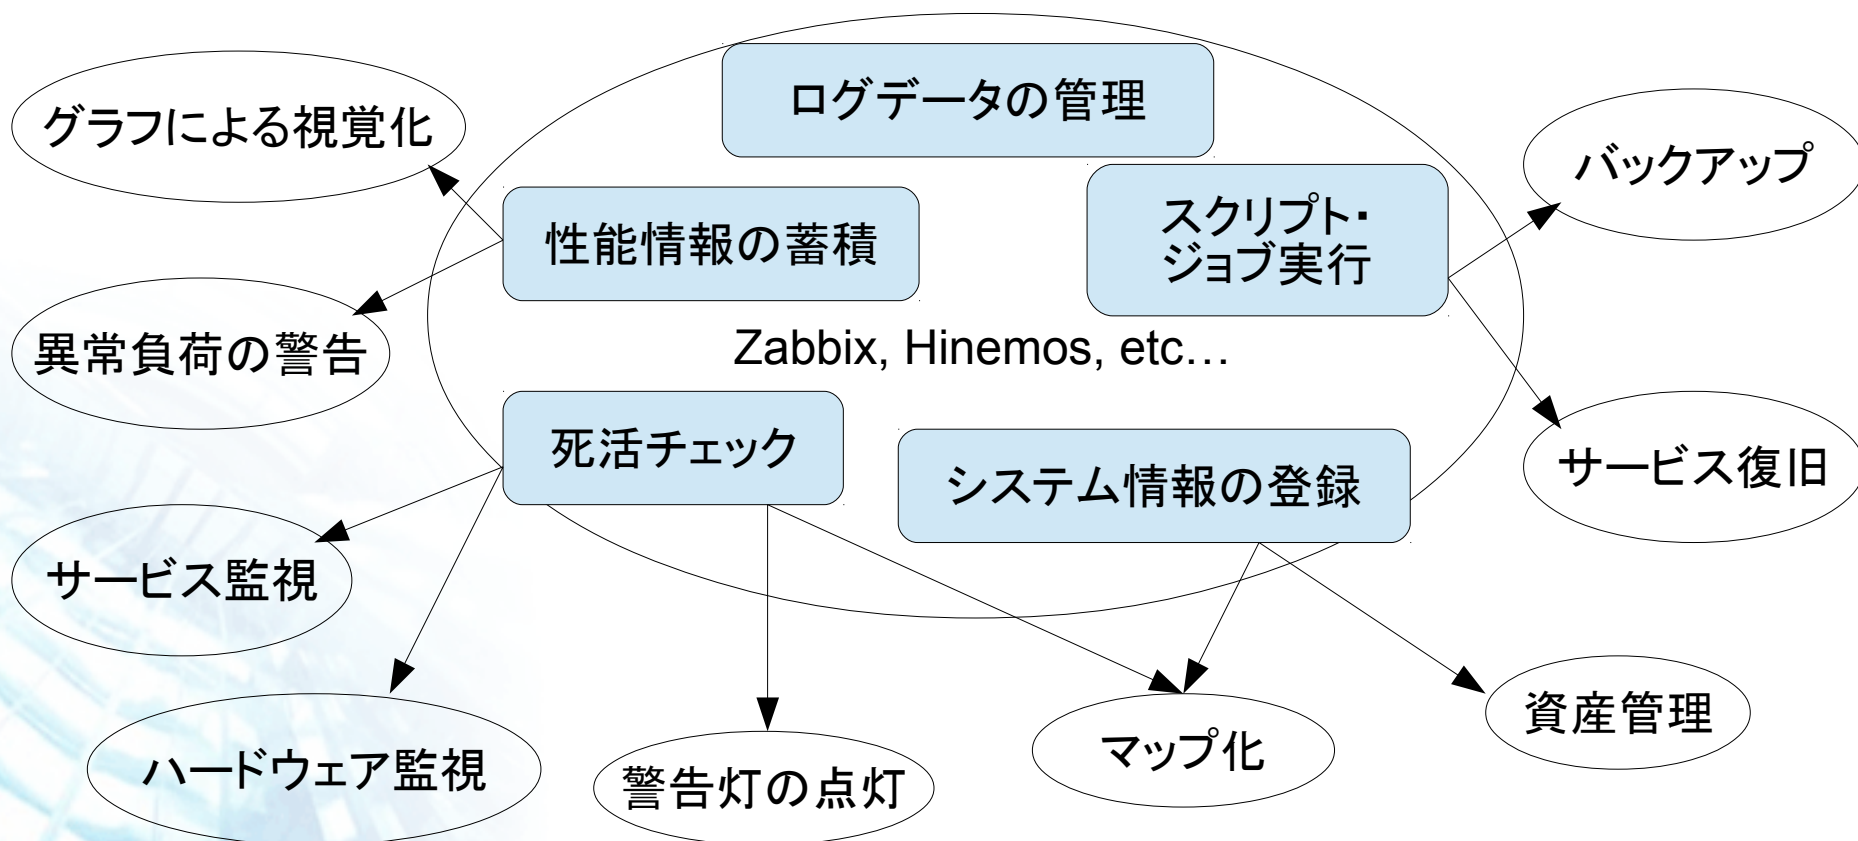 ログデータの管理
グラフによる視覚化
バックアップ
スクリプト・
ジョブ実行
性能情報の蓄積
異常負荷の警告
Zabbix, Hinemos, etc…
死活チェック
システム情報の登録
サービス復旧
サービス監視
資産管理
マップ化
ハードウェア監視
警告灯の点灯